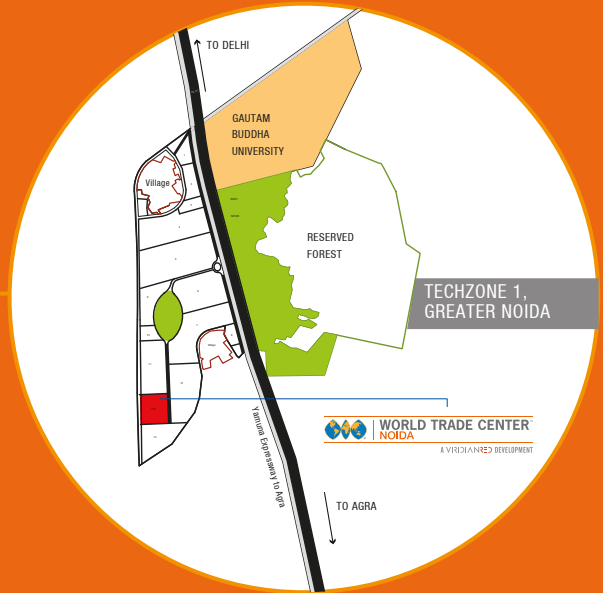 TO DELHI
GAUTAM
BUDDHA
UNIVERSITY
Village
RESERVED
FOREST
TECHZONE 1,
GREATER NOIDA
WORLD TRADE CENTER
NOIDA
A VIRIDIANRED DEVELOPMENT
Yamuna Expressway to Agra
TO AGRA